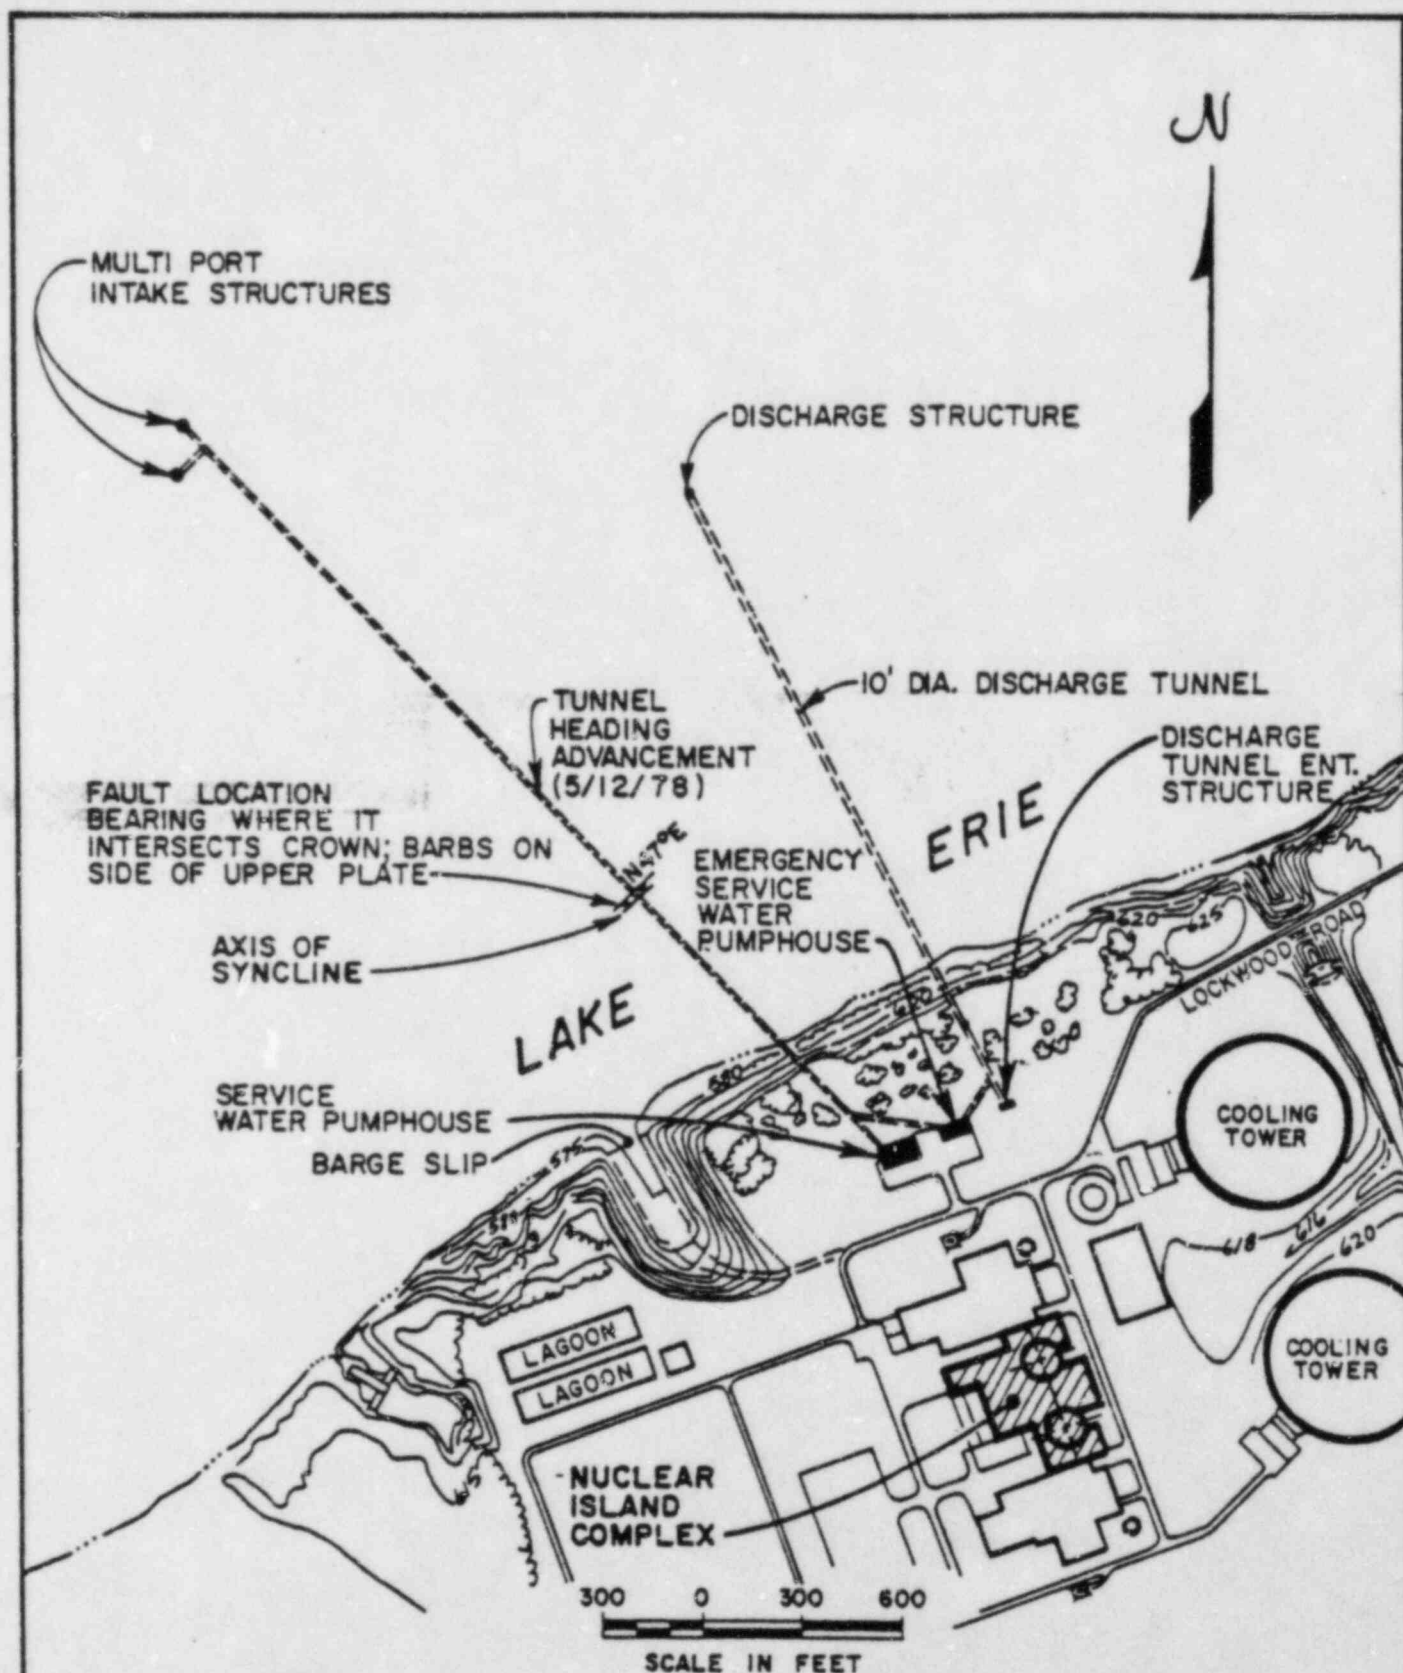 N
MULTI PORT
INTAKE STRUCTURES
DISCHARGE STRUCTURE
10' DIA. DISCHARGE TUNNEL
TUNNEL
HEADING
ADVANCEMENT
(5/12/78)
DISCHARGE
TUNNEL ENT.
STRUCTURE
FAULT LOCATION
BEARING WHERE IT
INTERSECTS CROWN; BARBS ON
SIDE OF UPPER PLATE
ERIE
EMERGENCY
SERVICE
WATER
PUMPHOUSE
AXIS OF
SYNCLINE
620
625
LOCKWOOD ROAD
LAKE
620
580
SERVICE
WATER PUMPHOUSE
BARGE SLIP
575
COOLING
TOWER
618
616
620
LAGOON
LAGOON
COOLING
TOWER
NUCLEAR
ISLAND
COMPLEX
300 0 300 600
SCALE IN FEET